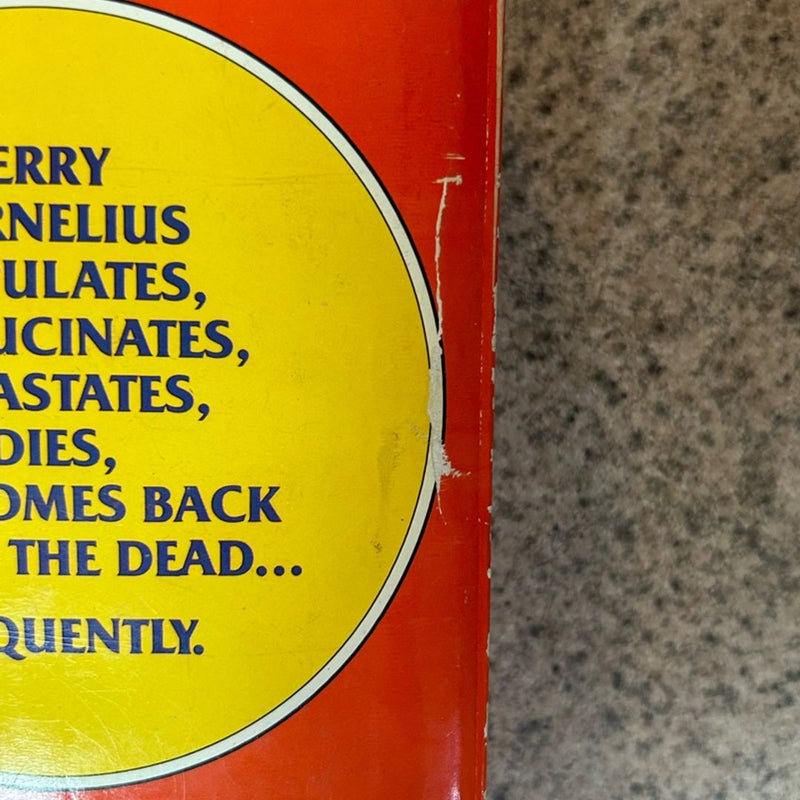 ERRY
RNELIUS
ULATES,
UCINATES,
ASTATES,
DIES,
OMES BACK
THE DEAD...
QUENTLY.